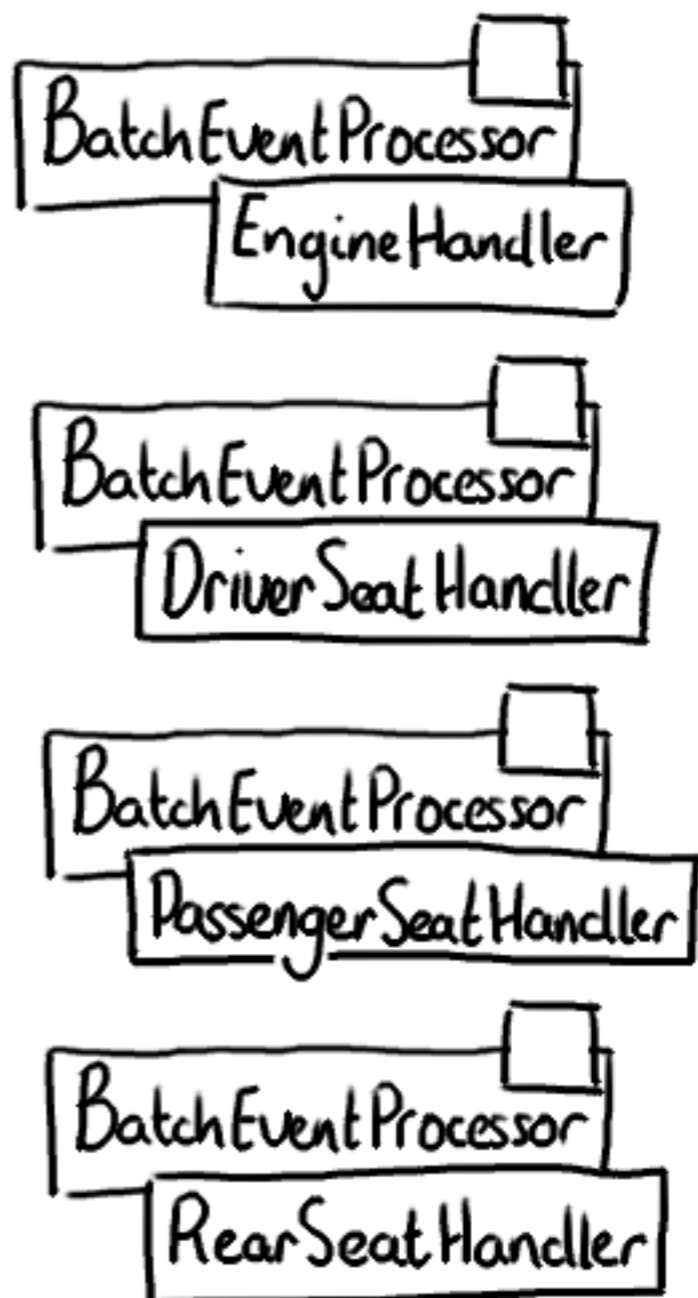 BatchEventProcessor
EngineHandler
BatchEventProcessor
DriverSeatHandler
BatchEventProcessor
PassengerSeatHandler
BatchEventProcessor
RearSeatHandler